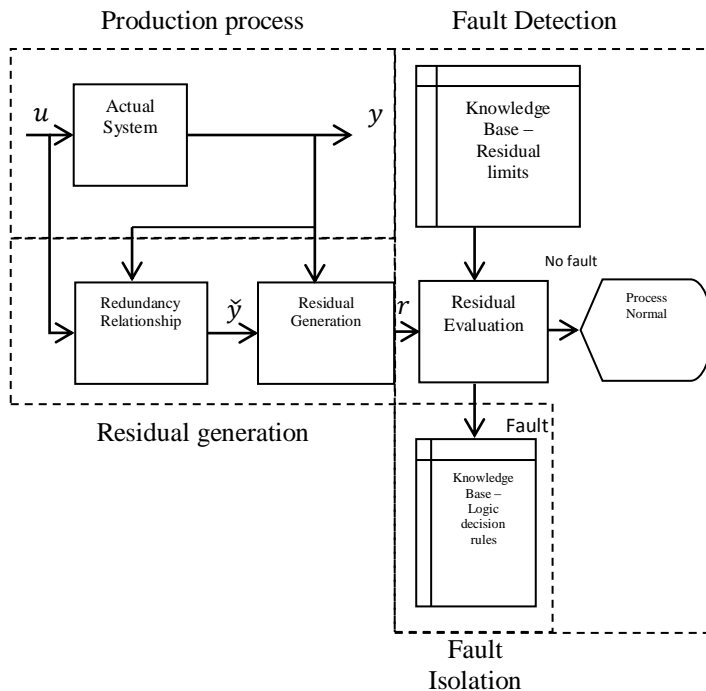 Production process
Fault Detection
u
Actual
System
y
Knowledge
Base –
Residual
limits
Redundancy
Relationship
y̌
Residual
Generation
r
Residual
Evaluation
No fault
Process
Normal
Residual generation
Fault
Knowledge
Base –
Logic
decision
rules
Fault
Isolation